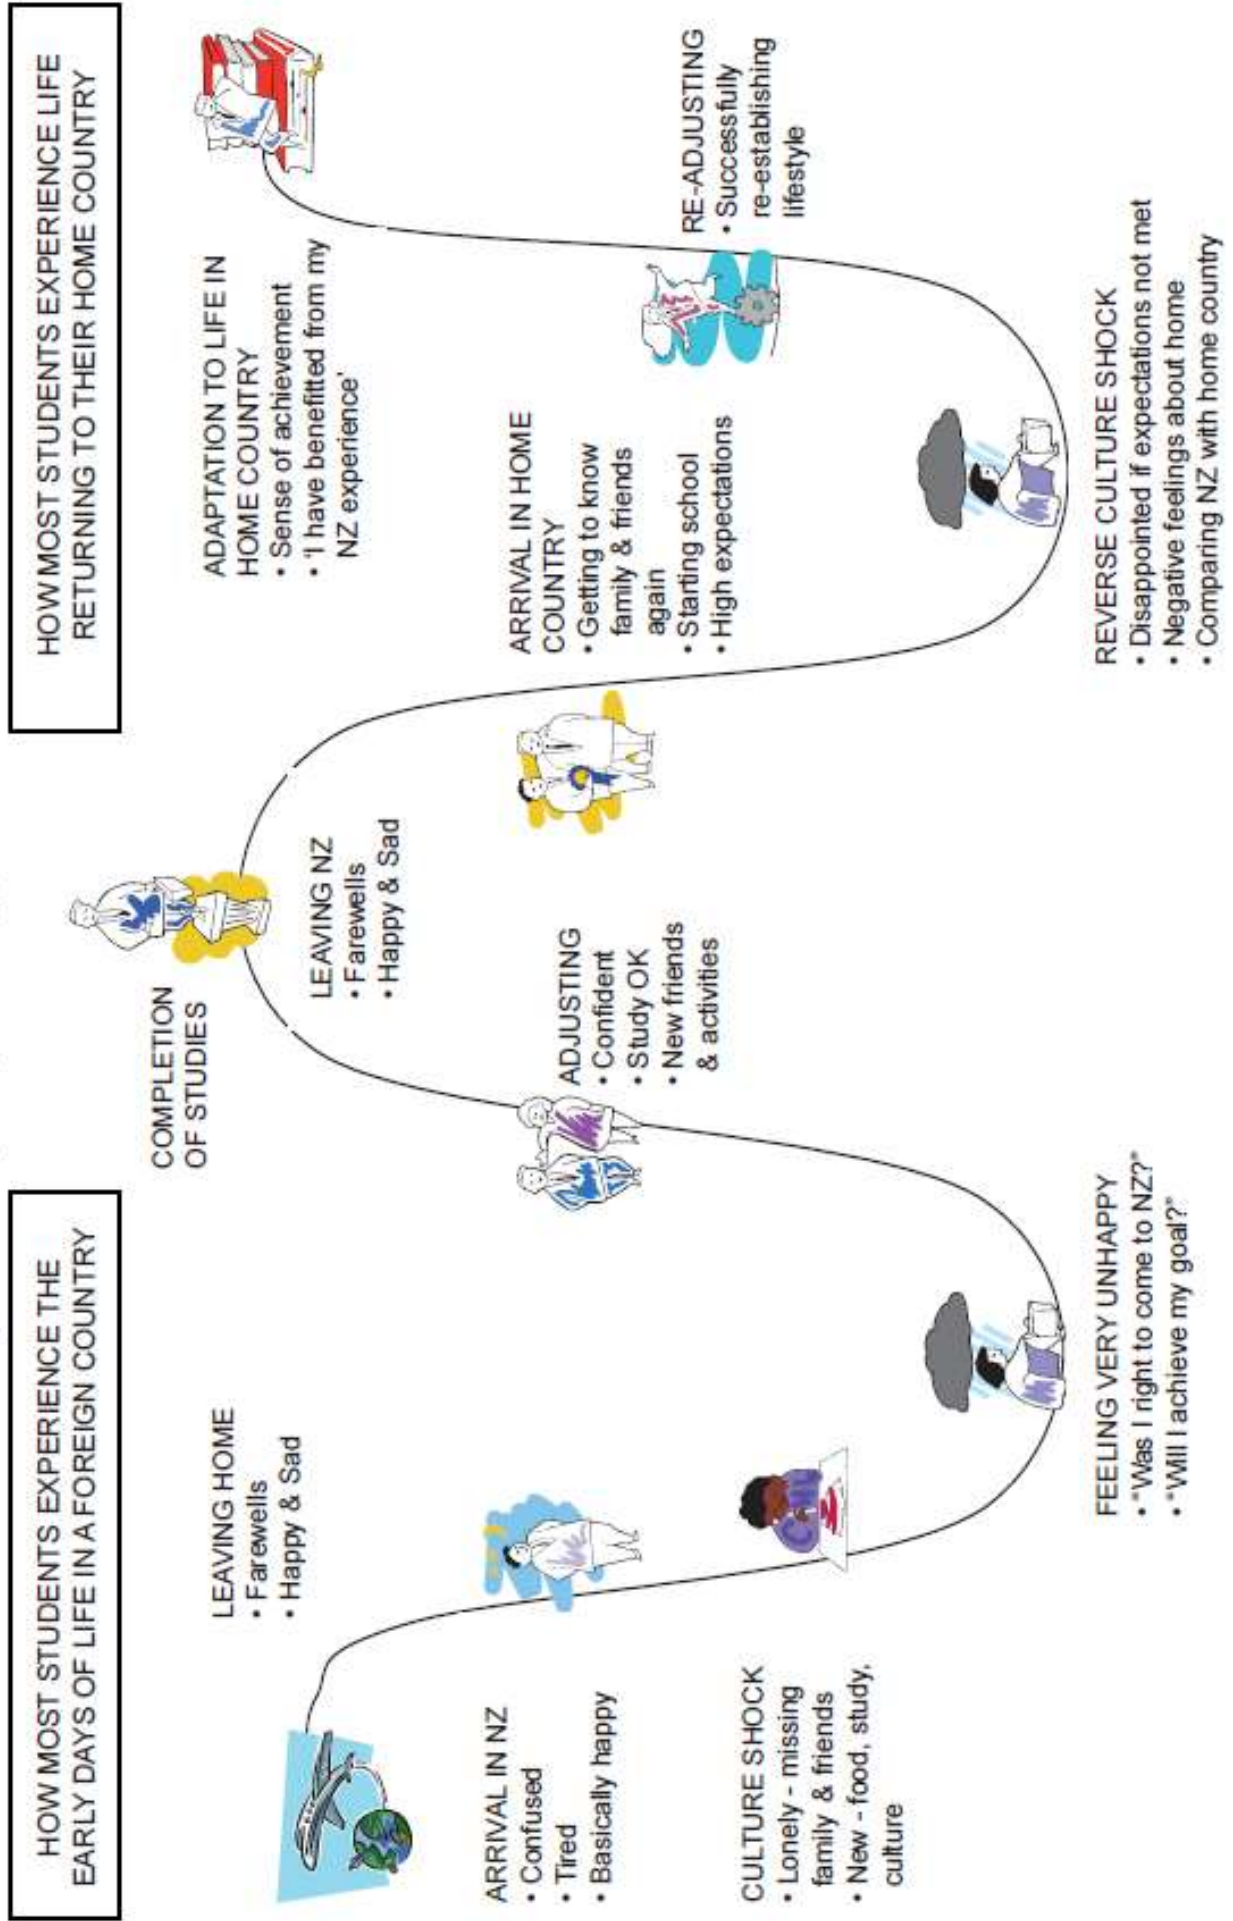 HOW MOST STUDENTS EXPERIENCE THE
EARLY DAYS OF LIFE IN A FOREIGN COUNTRY
LEAVING HOME
• Farewells
• Happy & Sad
ARRIVAL IN NZ
• Confused
• Tired
• Basically happy
CULTURE SHOCK
• Lonely - missing
family & friends
• New - food, study,
culture
FEELING VERY UNHAPPY
• "Was I right to come to NZ?"
• "Will I achieve my goal?"
ADJUSTING
• Confident
• Study OK
• New friends
& activities
COMPLETION
OF STUDIES
LEAVING NZ
• Farewells
• Happy & Sad
HOW MOST STUDENTS EXPERIENCE LIFE
RETURNING TO THEIR HOME COUNTRY
ARRIVAL IN HOME
COUNTRY
• Getting to know
family & friends
again
• Starting school
• High expectations
REVERSE CULTURE SHOCK
• Disappointed if expectations not met
• Negative feelings about home
• Comparing NZ with home country
RE-ADJUSTING
• Successfully
re-establishing
lifestyle
ADAPTATION TO LIFE IN
HOME COUNTRY
• Sense of achievement
• 'I have benefitted from my
NZ experience'